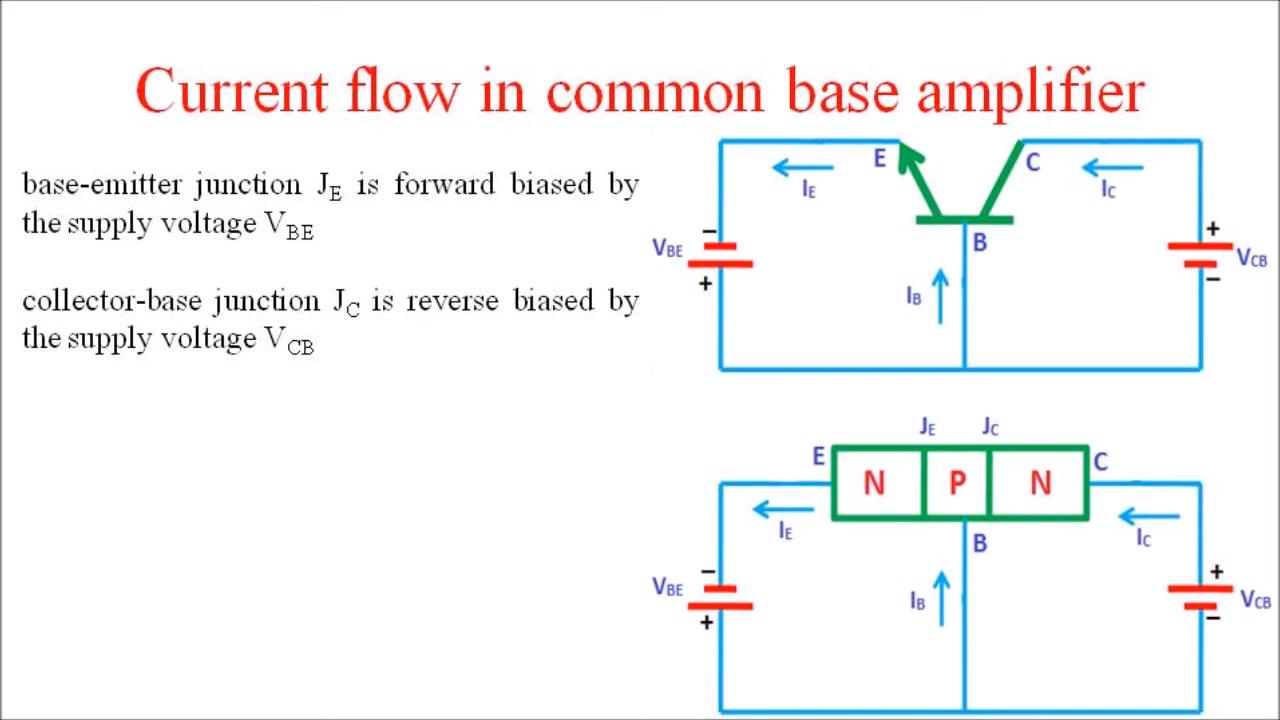 Current flow in common base amplifier
base-emitter junction JE is forward biased by
the supply voltage VBE
collector-base junction JC is reverse biased by
the supply voltage VCB
E
C
IE
IC
−
+
VBE
B
VCB
+
−
IB
JE
JC
E
N
P
N
C
IE
IC
B
−
+
VBE
IB
VCB
+
−